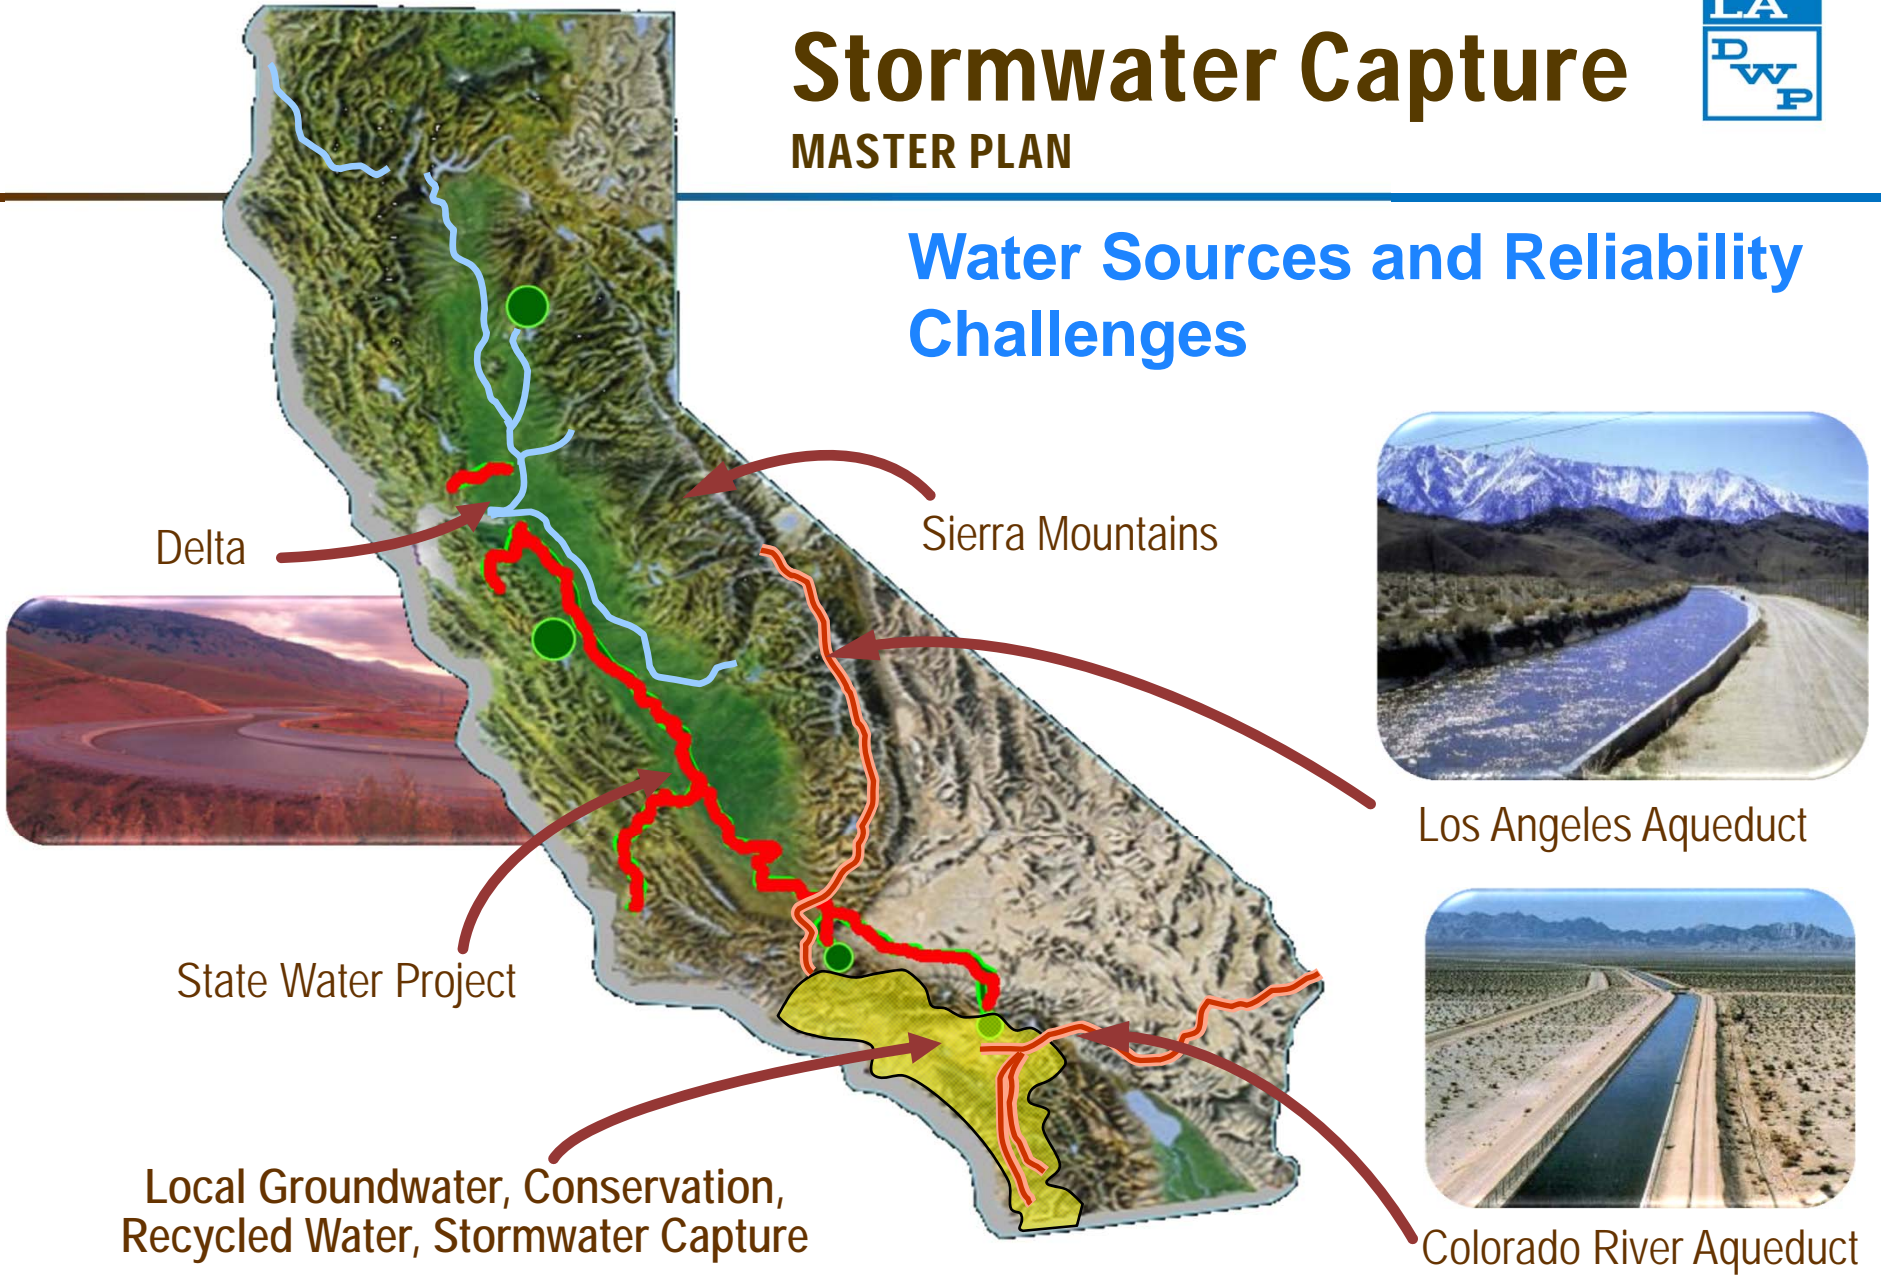 Stormwater Capture
MASTER PLAN
LA
D
W
P
Water Sources and Reliability
Challenges
Sierra Mountains
Delta
Los Angeles Aqueduct
State Water Project
Local Groundwater, Conservation,
Recycled Water, Stormwater Capture
Colorado River Aqueduct